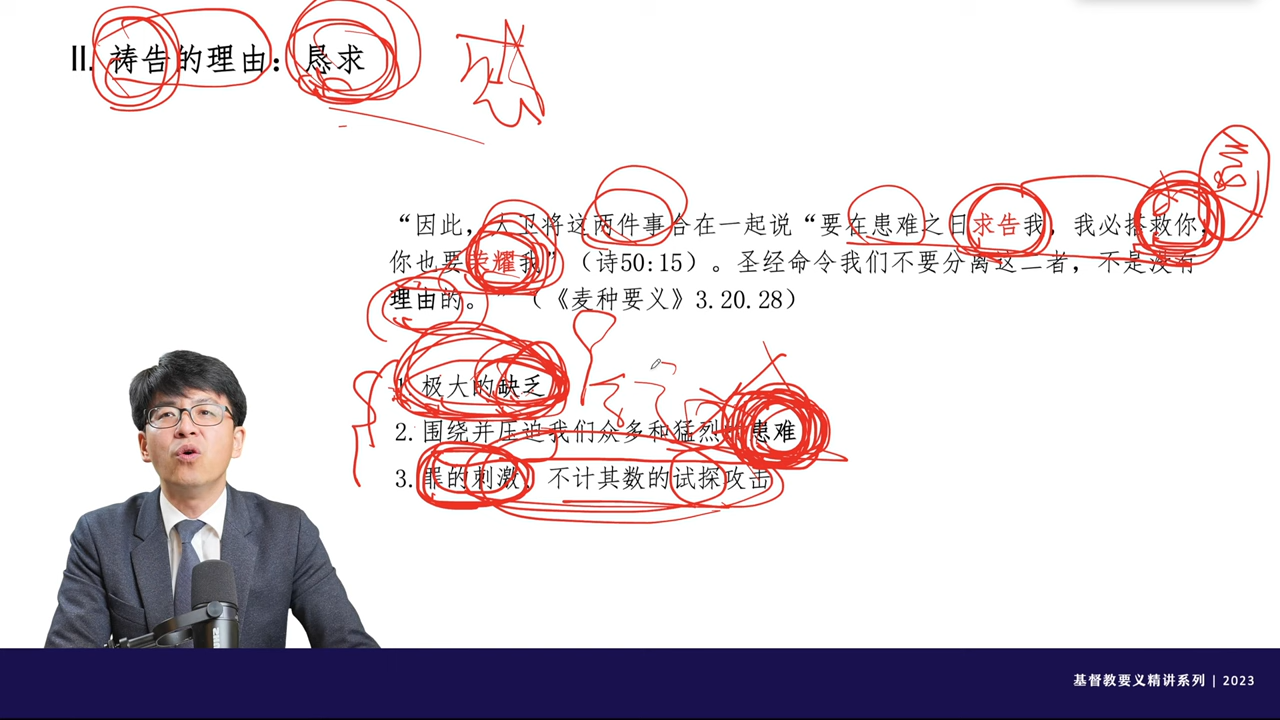 II. 祷告的理由：恳求
“因此，大卫将这两件事合在一起说“要在患难之日求告我，我必搭救你，
你也要荣耀我”（诗50:15）。圣经命令我们不要分离这二者，不是没有
理由的。”（《麦种要义》3.20.28）
1. 极大的缺乏
2. 围绕并压迫我们众多种猛烈的患难
3. 罪的刺激，不计其数的试探攻击
基督教要义精讲系列 | 2023